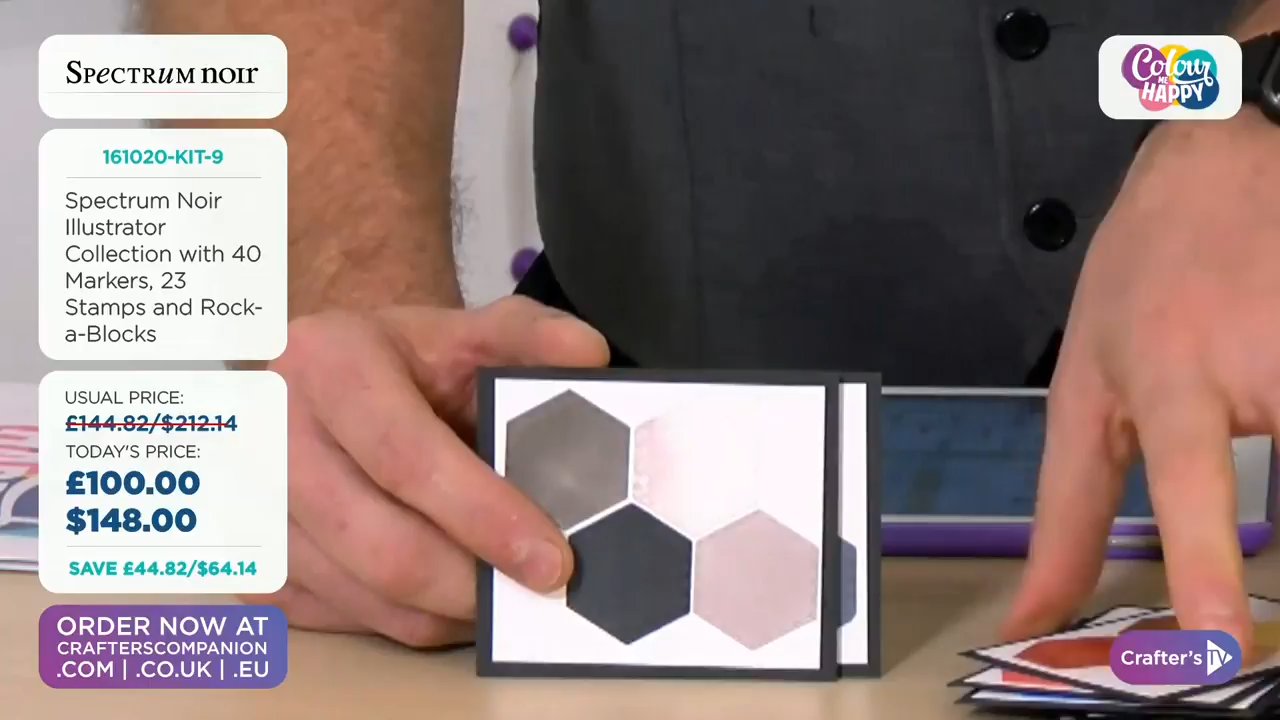 SPECTRUM NOIR
Colour
ME
HAPPY
161020-KIT-9
Spectrum Noir
Illustrator
Collection with 40
Markers, 23
Stamps and Rock-
a-Blocks
USUAL PRICE:
£144.82/$212.14
TODAY'S PRICE:
£100.00
$148.00
SAVE £44.82/$64.14
ORDER NOW AT
CRAFTERSCOMPANION
.COM | .CO.UK | .EU
Crafter's TV